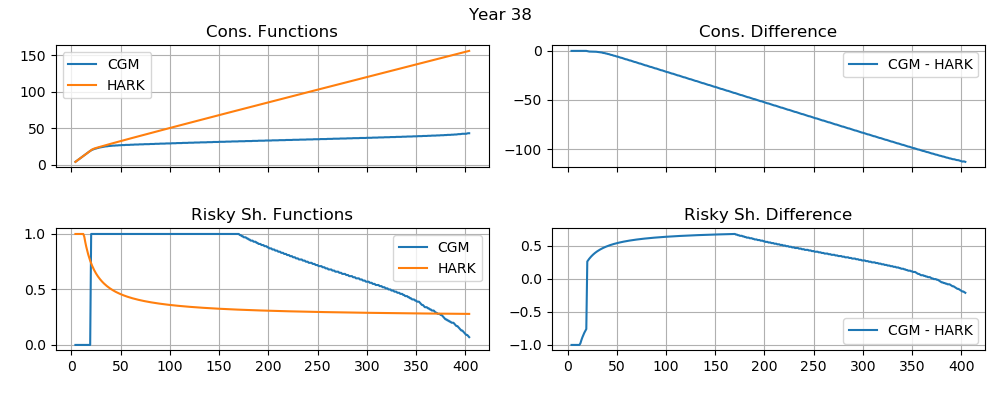 Year 38
Cons. Functions
150
100
50
0
CGM
HARK
Cons. Difference
0
−50
−100
CGM - HARK
Risky Sh. Functions
1.0
0.5
0.0
CGM
HARK
0 50 100 150 200 250 300 350 400
Risky Sh. Difference
0.5
0.0
−0.5
−1.0
CGM - HARK
0 50 100 150 200 250 300 350 400